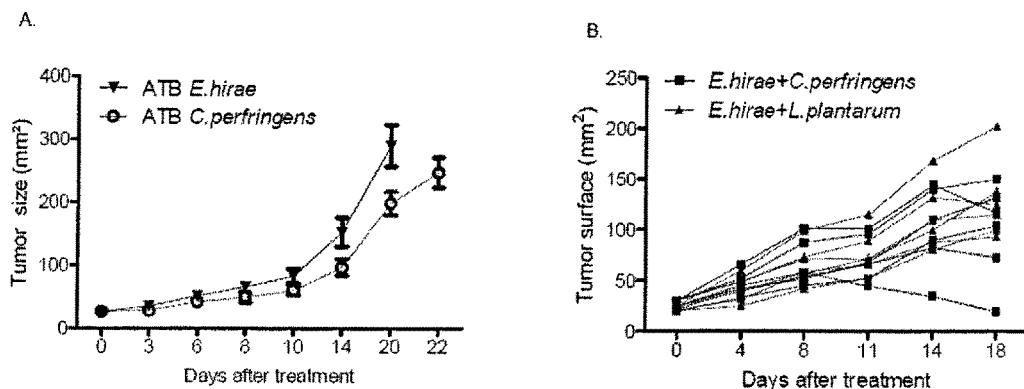 A.
400
300
200
100
0
Tumor size (mm²)
ATB E.hirae
ATB C.perfringens
0 3 6 8 10 14 20 22
Days after treatment
B.
250
200
150
100
50
0
Tumor surface (mm²)
E.hirae+C.perfringens
E.hirae+L.plantarum
0 4 8 11 14 18
Days after treatment